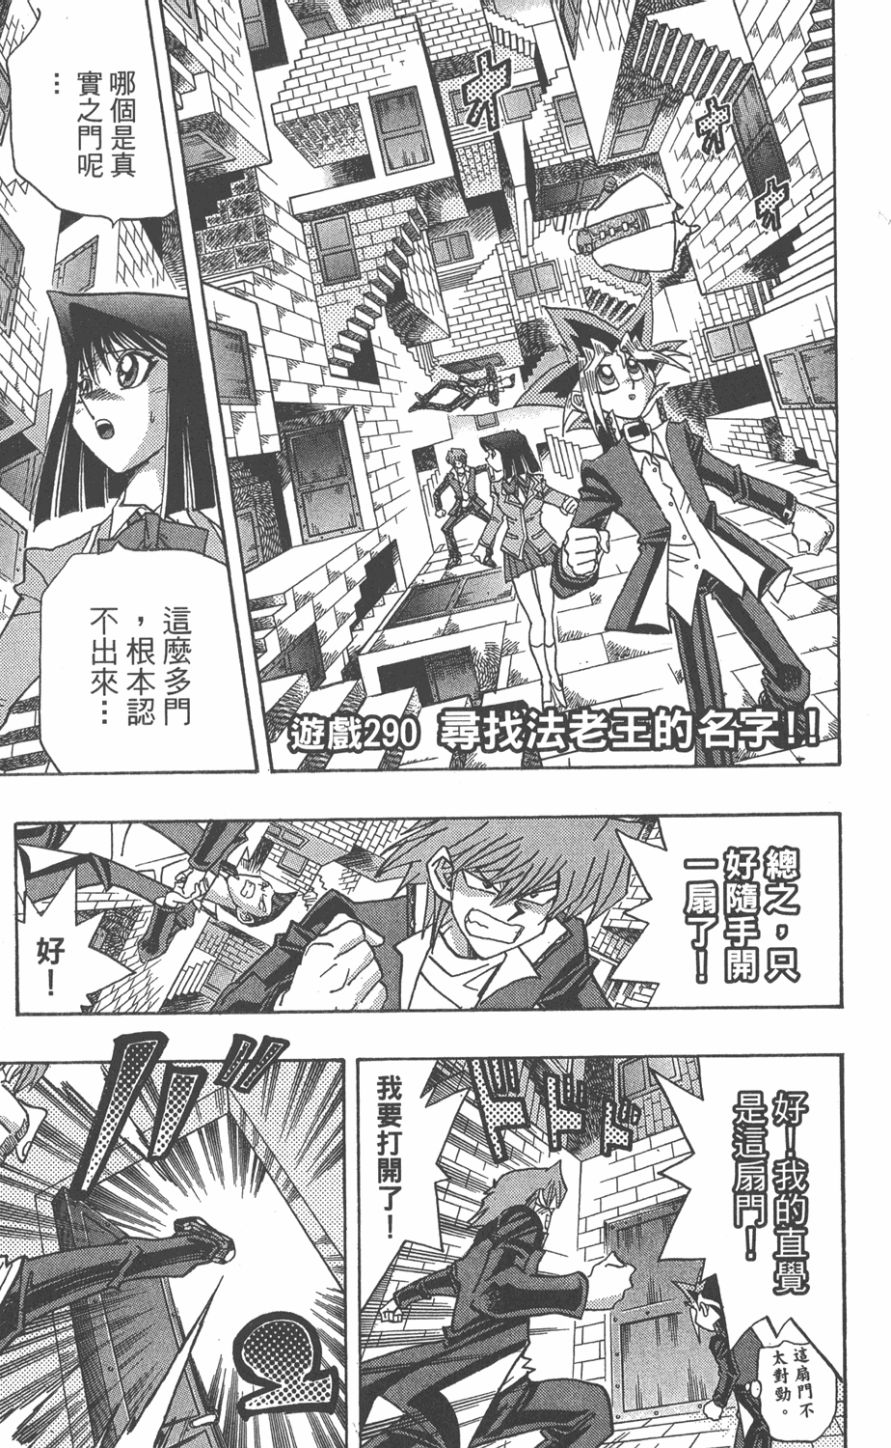 遊戲290 尋找法老王的名字!!
哪個是真
實之門呢
…
這麼多門
，根本認
不出來…
總之，只
好隨手開
一扇了！
好！
好！我的直覺
是這扇門！
這扇門不
太對勁。
我要打開了！